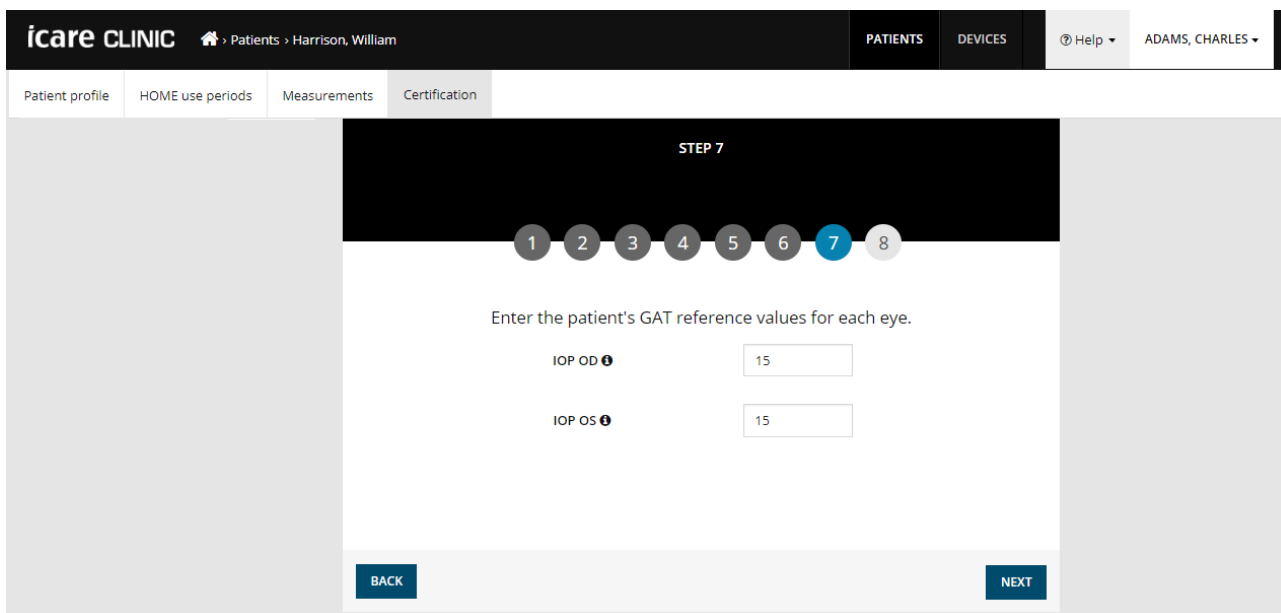 icare CLINIC › Patients › Harrison, William PATIENTS DEVICES Help ADAMS, CHARLES
Patient profile HOME use periods Measurements Certification
STEP 7
1 2 3 4 5 6 7 8
Enter the patient's GAT reference values for each eye.
IOP OD 15
IOP OS 15
BACK NEXT